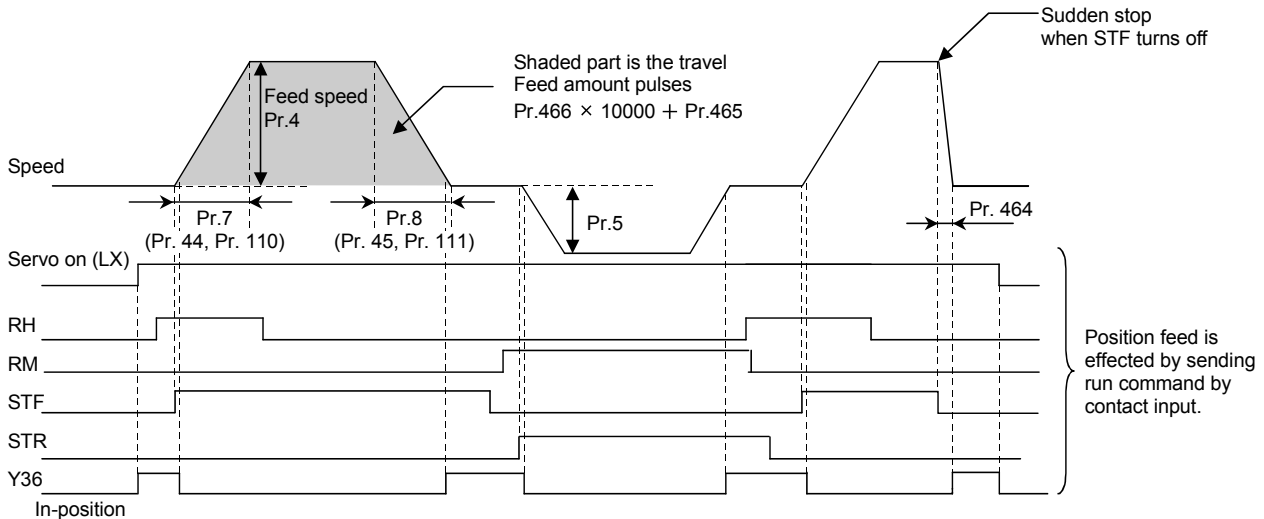 Sudden stop
when STF turns off
Shaded part is the travel
Feed amount pulses
Pr.466 × 10000 + Pr.465
Feed speed
Pr.4
Speed
Pr.7
(Pr. 44, Pr. 110)
Pr.8
(Pr. 45, Pr. 111)
Pr.5
Pr. 464
Servo on (LX)
RH
RM
STF
STR
Y36
In-position
Position feed is
effected by sending
run command by
contact input.